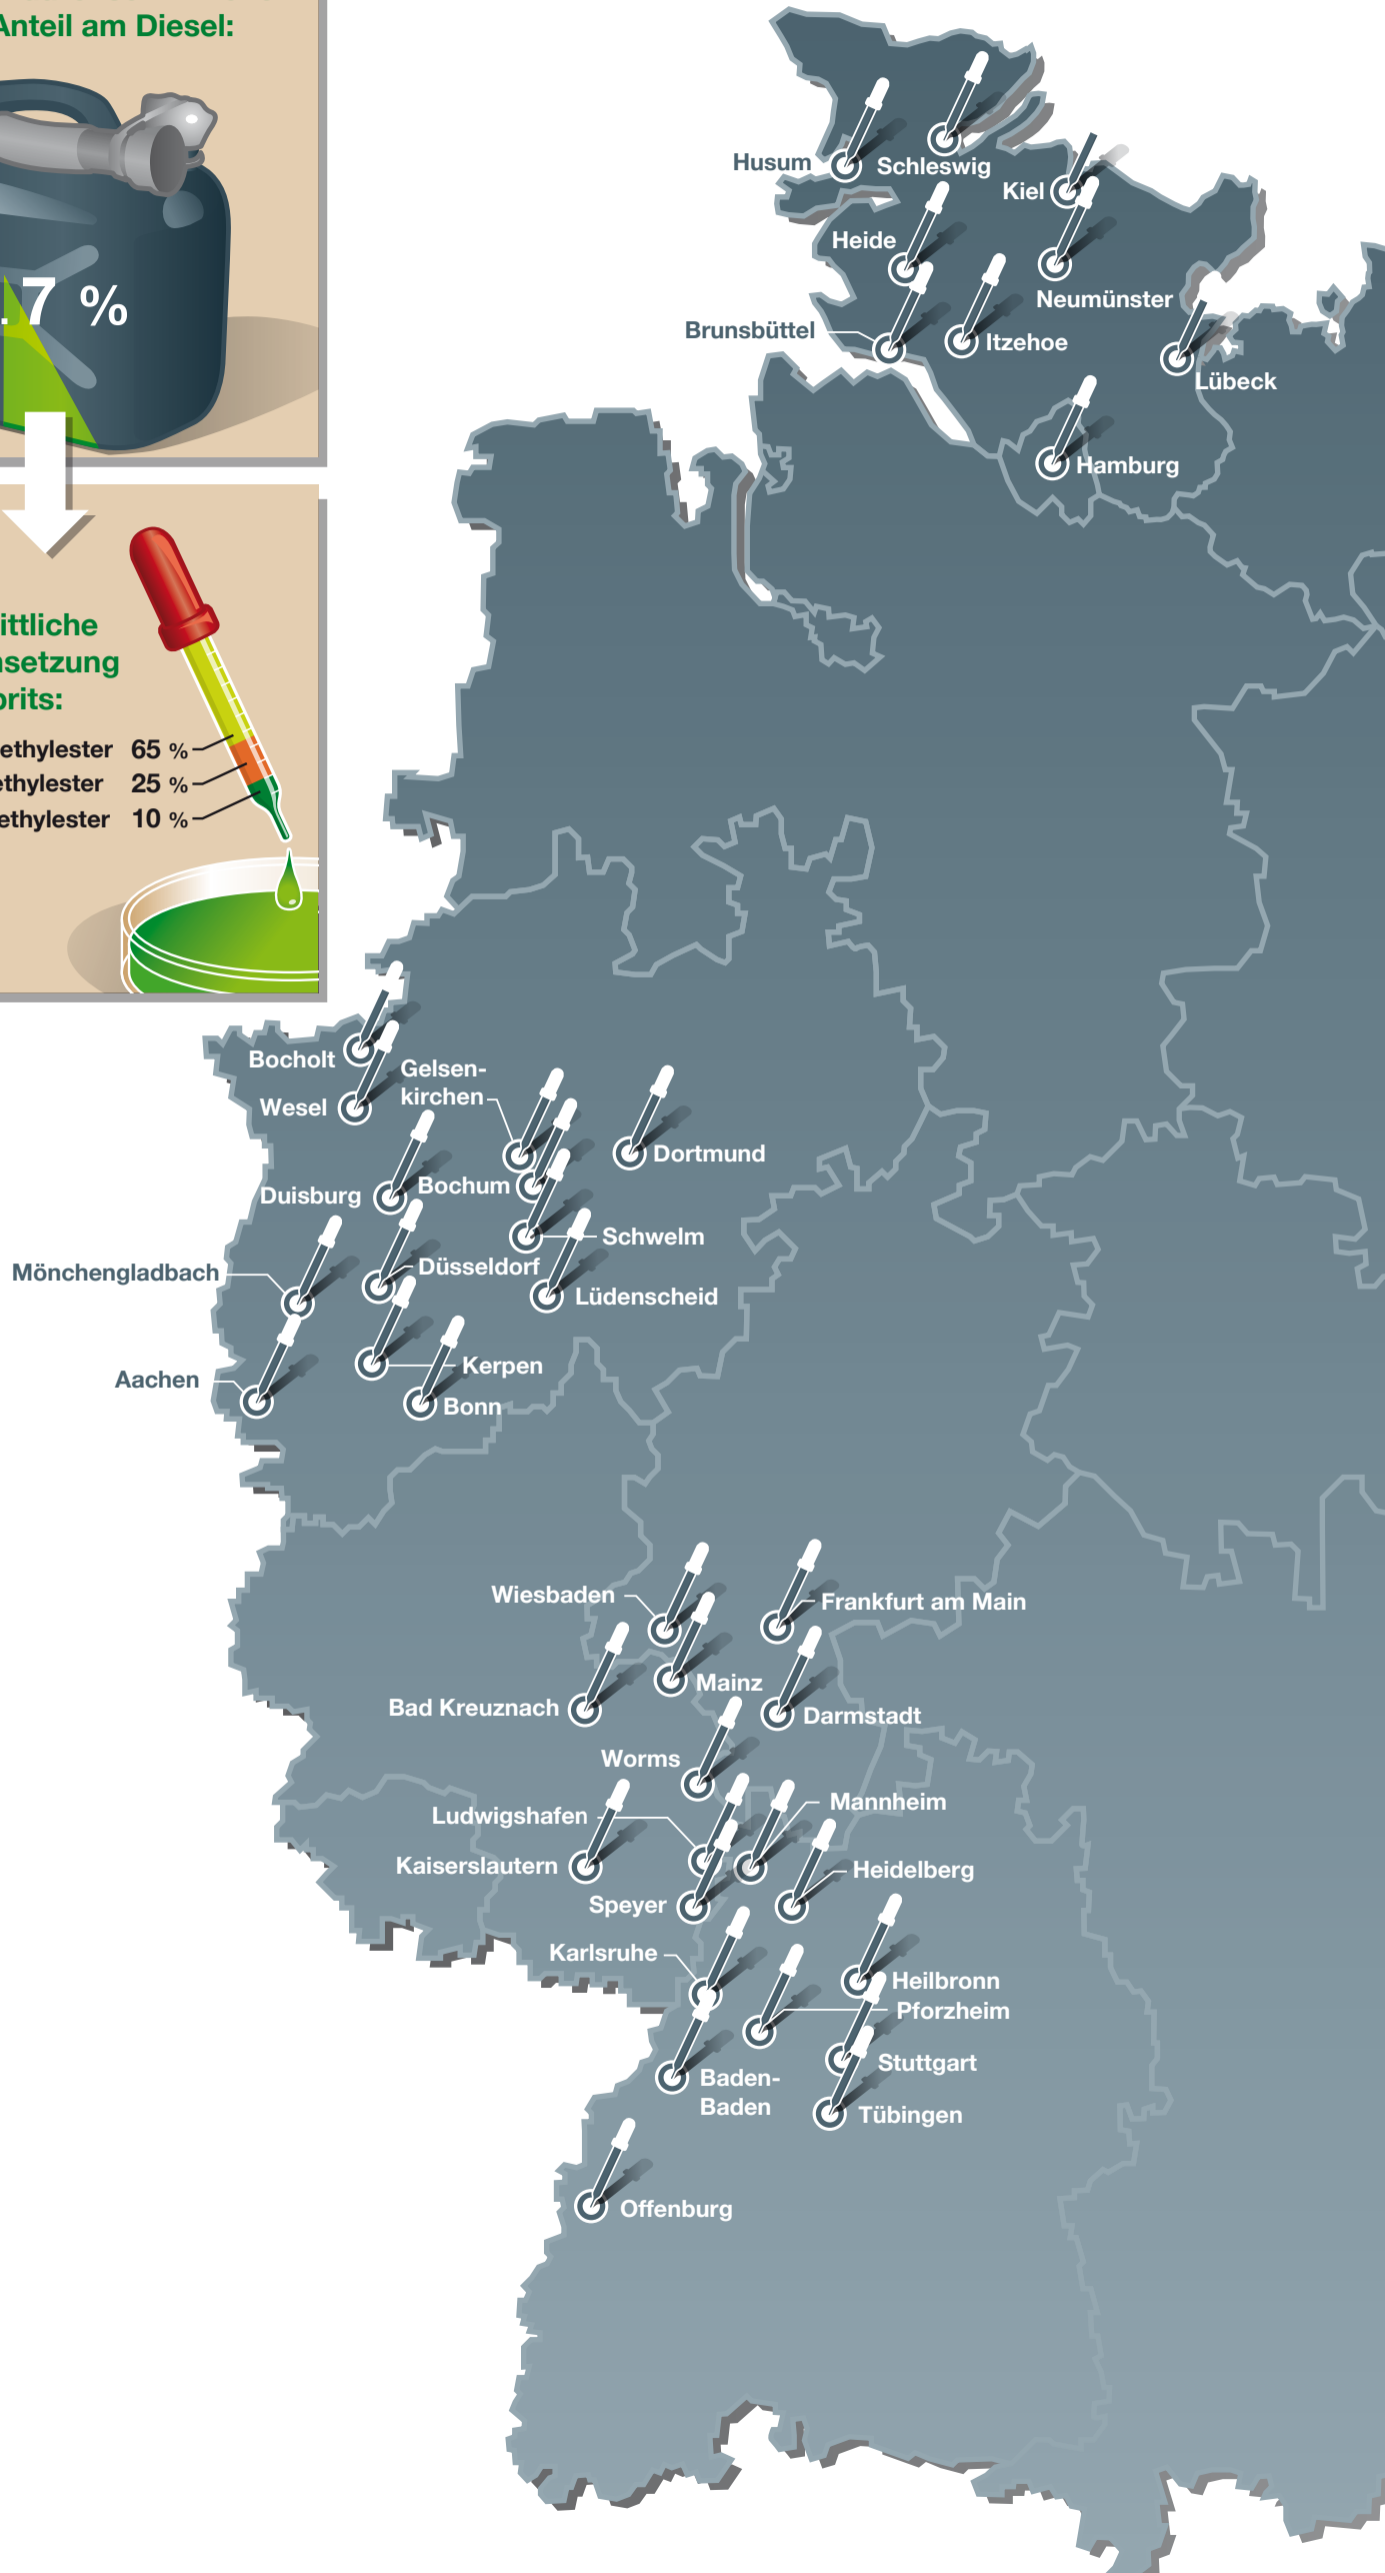 Anteil am Diesel:
7 %
ittliche
nsetzung
orits:
ethylester 65 %
ethylester 25 %
ethylester 10 %
Husum
Schleswig
Kiel
Heide
Neumünster
Brunsbüttel
Itzehoe
Lübeck
Hamburg
Bocholt
Gelsen-
kirchen
Wesel
Dortmund
Bochum
Duisburg
Schwelm
Düsseldorf
Mönchengladbach
Lüdenscheid
Kerpen
Aachen
Bonn
Wiesbaden
Frankfurt am Main
Mainz
Bad Kreuznach
Darmstadt
Worms
Mannheim
Ludwigshafen
Kaiserslautern
Heidelberg
Speyer
Karlsruhe
Heilbronn
Pforzheim
Stuttgart
Baden-
Baden
Tübingen
Offenburg